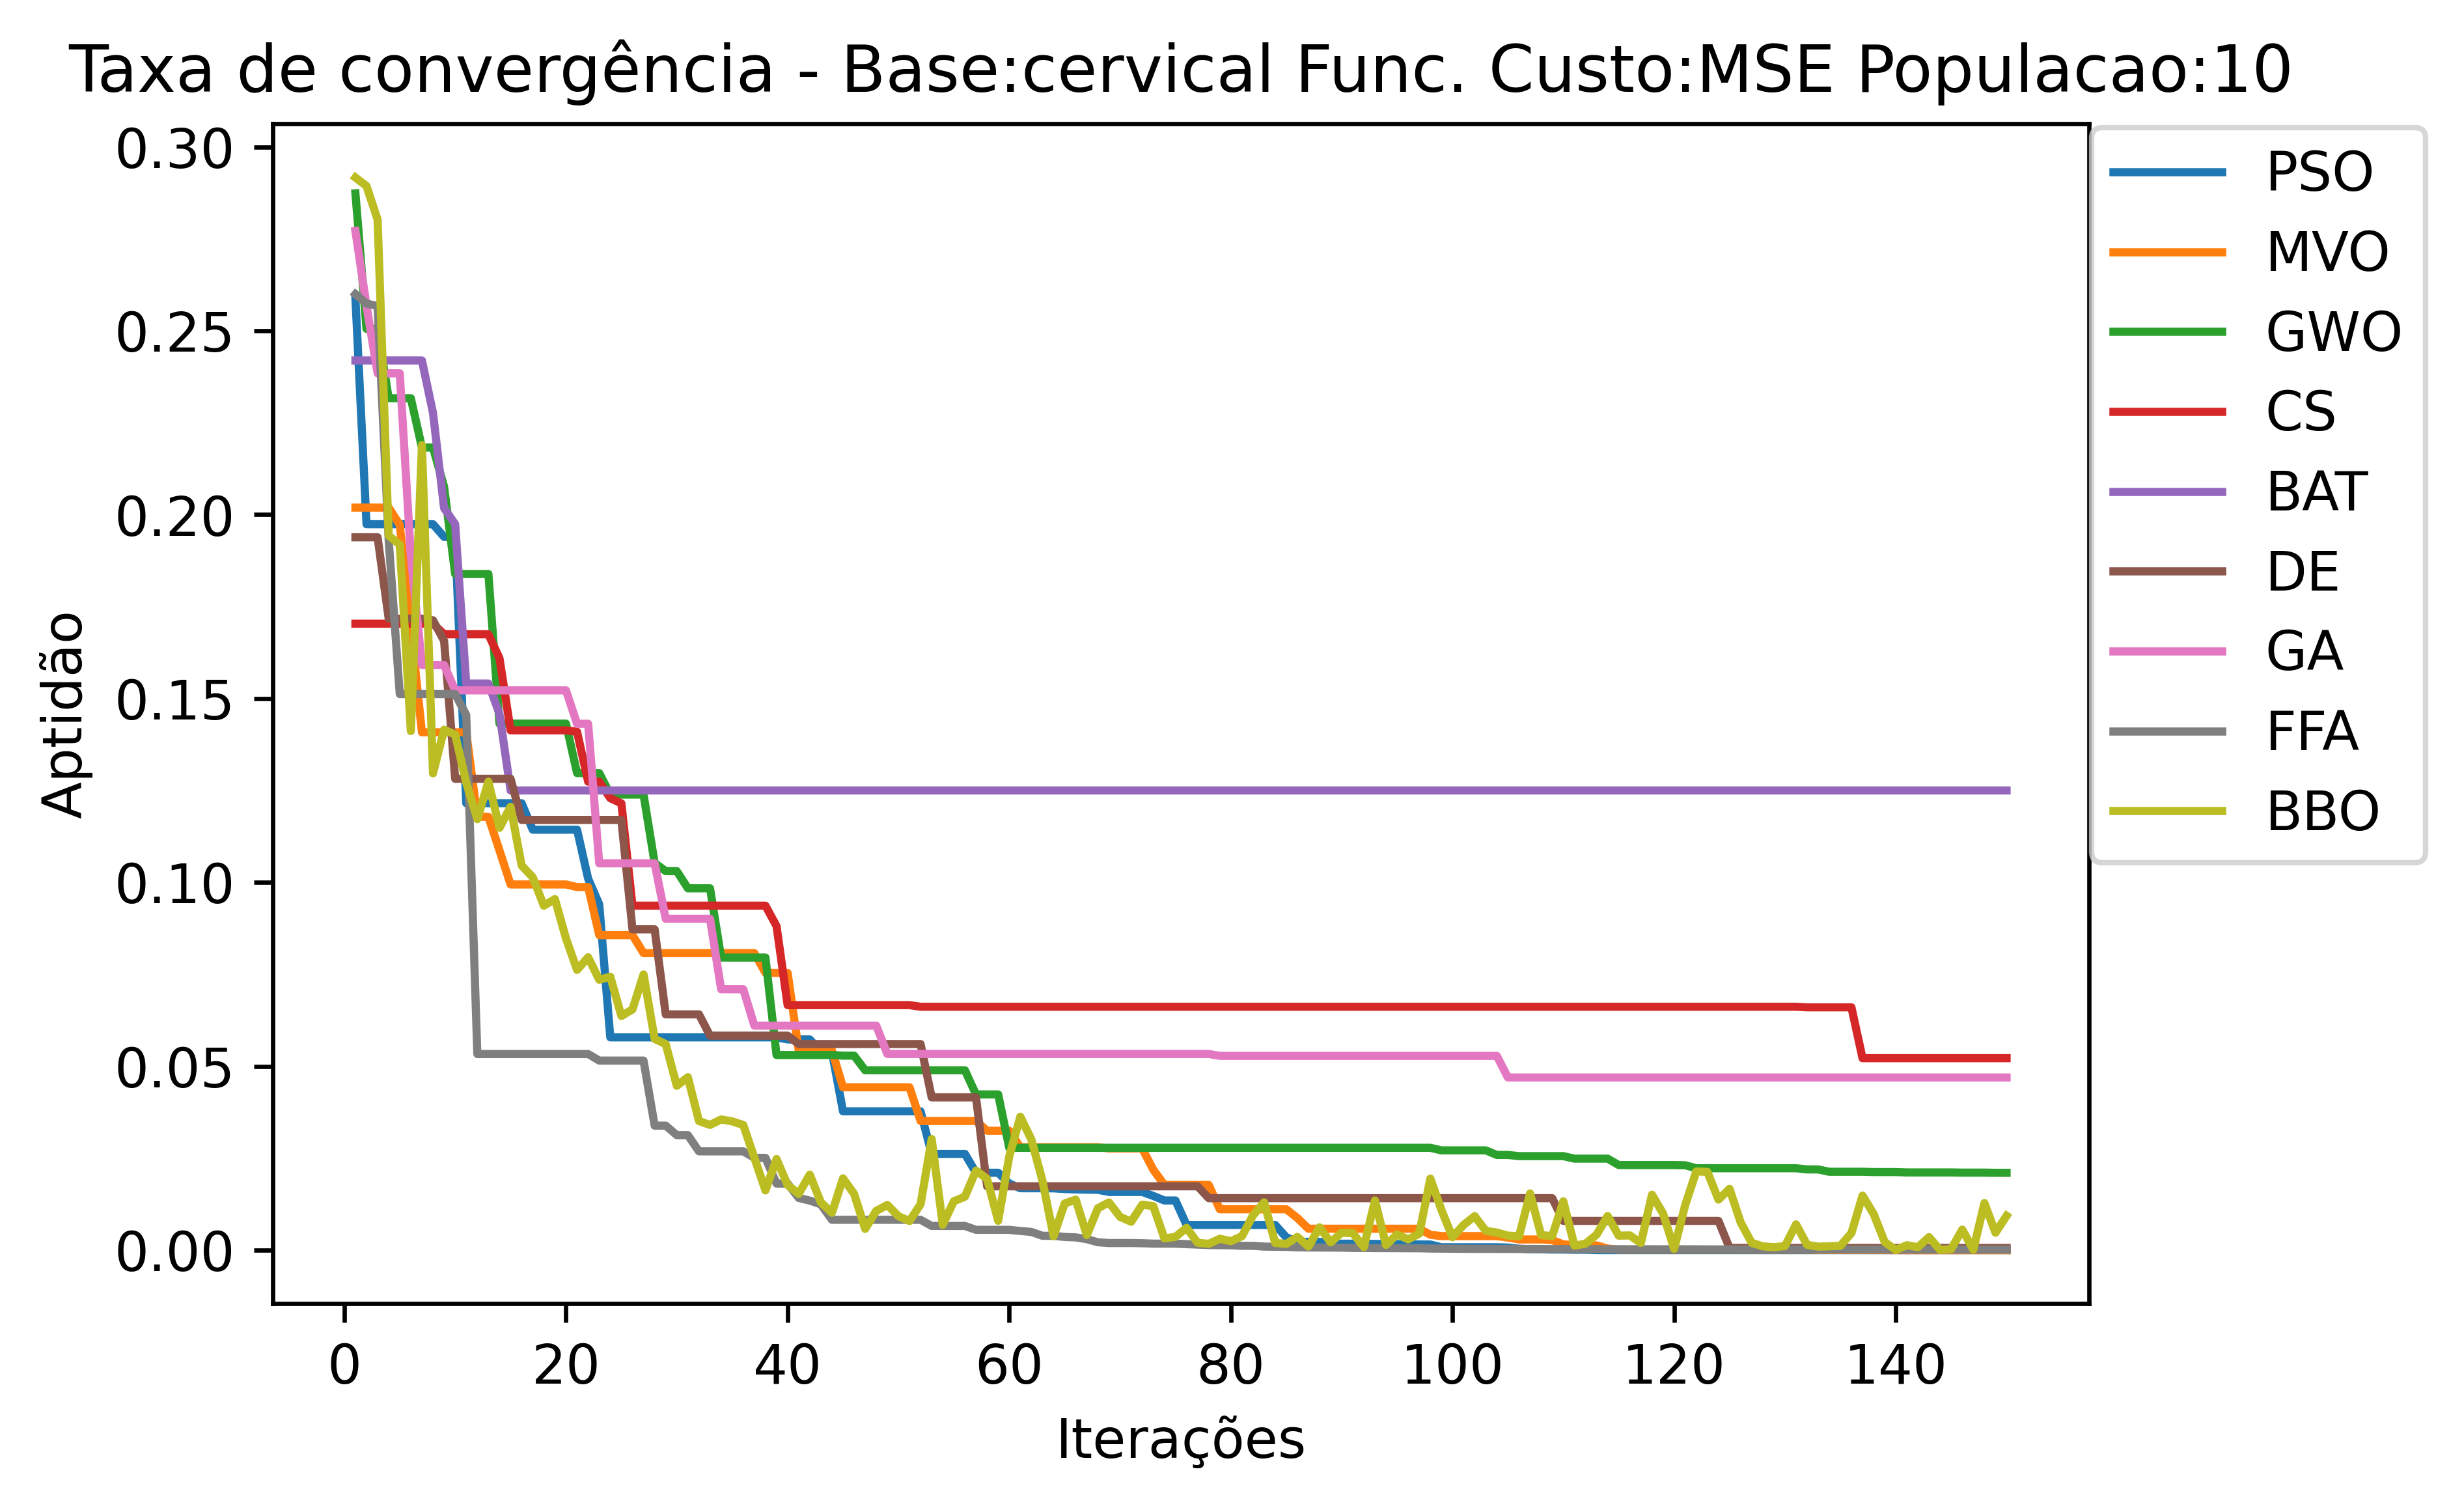 Taxa de convergência - Base:cervical Func. Custo:MSE Populacao:10
0.30
0.25
0.20
0.15
0.10
0.05
0.00
Aptidão
0 20 40 60 80 100 120 140
Iterações
PSO
MVO
GWO
CS
BAT
DE
GA
FFA
BBO